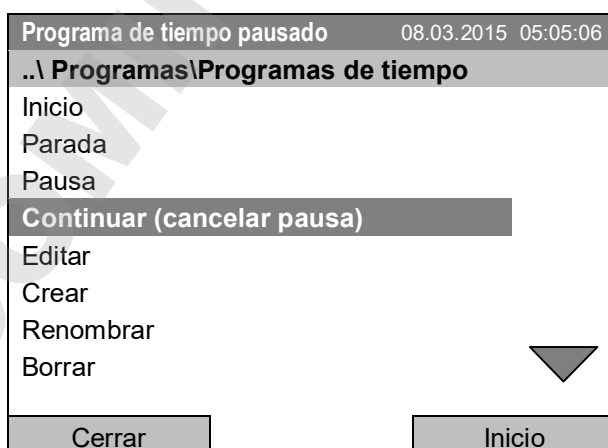 Programa de tiempo pausado 08.03.2015 05:05:06
..\ Programas\Programas de tiempo
Inicio
Parada
Pausa
Continuar (cancelar pausa)
Editar
Crear
Renombrar
Borrar
Cerrar Inicio